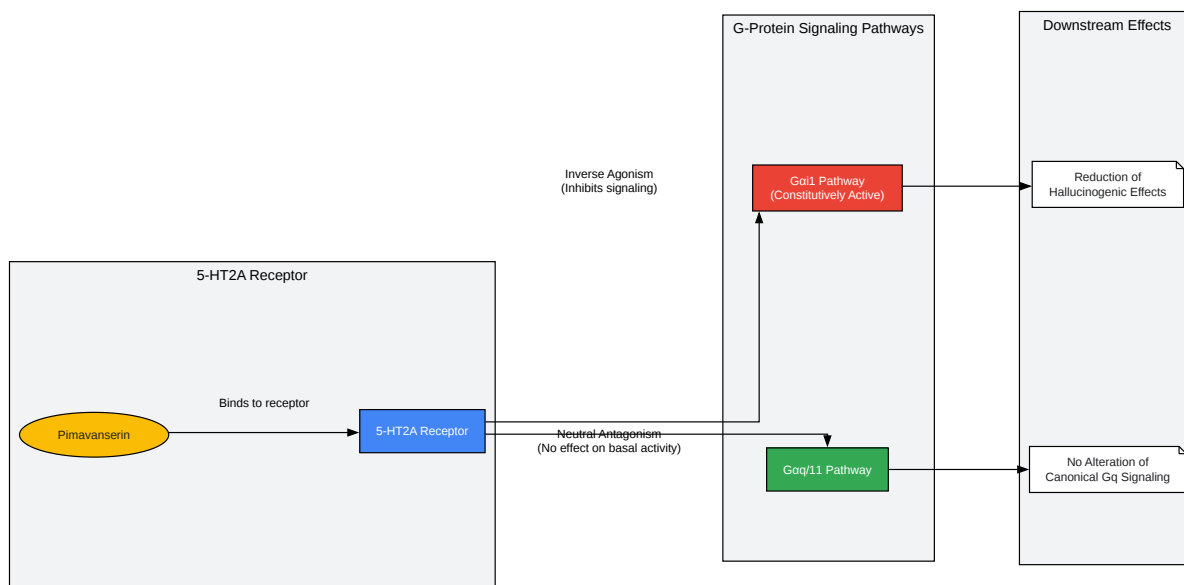 G-Protein Signaling Pathways
Downstream Effects
Inverse Agonism
(Inhibits signaling)
Gαi1 Pathway
(Constitutively Active)
Reduction of
Hallucinogenic Effects
5-HT2A Receptor
Binds to receptor
Pimavanserin
5-HT2A Receptor
Neutral Antagonism
(No effect on basal activity)
Gαq/11 Pathway
No Alteration of
Canonical Gq Signaling